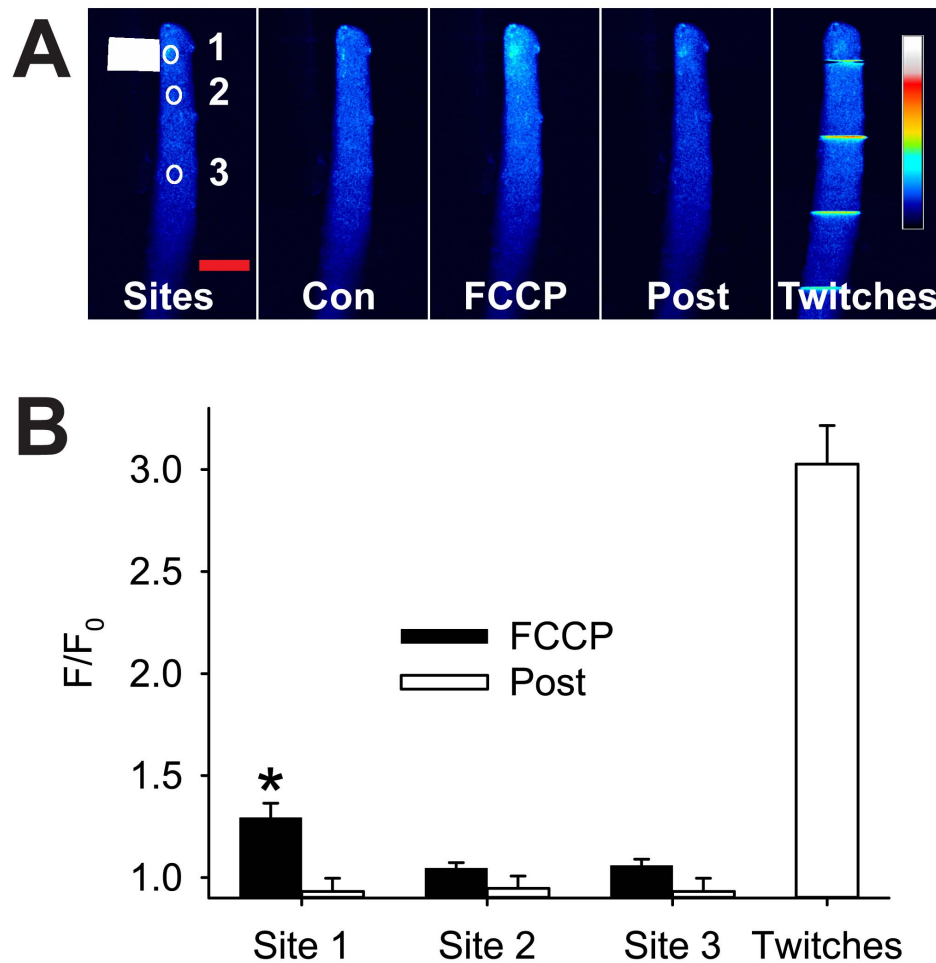 A
1
2
3
Sites
Con
FCCP
Post
Twitches
B
3.0
2.5
2.0
1.5
1.0
F/F₀
FCCP
Post
*
Site 1
Site 2
Site 3
Twitches